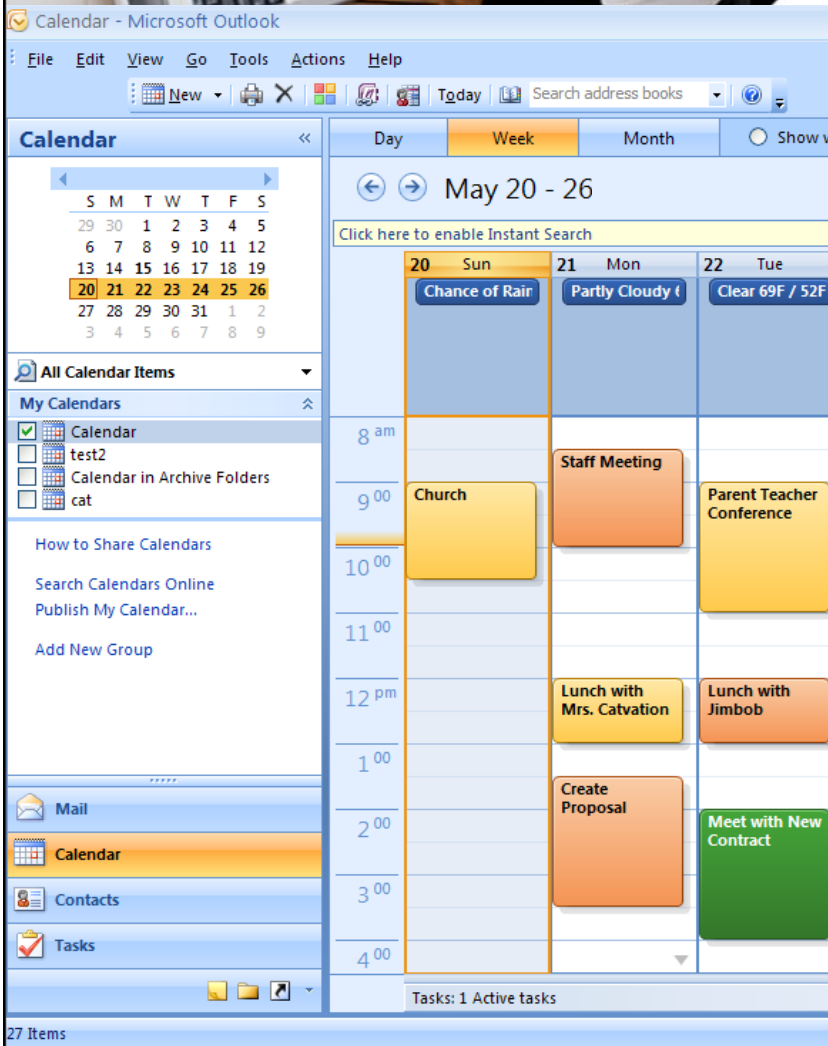 Calendar - Microsoft Outlook
File Edit View Go Tools Actions Help
New Today Search address books
Calendar «
Day Week Month Show
S M T W T F S
29 30 1 2 3 4 5
6 7 8 9 10 11 12
13 14 15 16 17 18 19
20 21 22 23 24 25 26
27 28 29 30 31 1 2
3 4 5 6 7 8 9
All Calendar Items
My Calendars
Calendar
test2
Calendar in Archive Folders
cat
How to Share Calendars
Search Calendars Online
Publish My Calendar...
Add New Group
Mail
Calendar
Contacts
Tasks
May 20 - 26
Click here to enable Instant Search
20 Sun 21 Mon 22 Tue
Chance of Rain Partly Cloudy Clear 69F / 52F
8 am
9 00
10 00
11 00
12 pm
1 00
2 00
3 00
4 00
Church
Staff Meeting
Lunch with
Mrs. Catvation
Create
Proposal
Parent Teacher
Conference
Lunch with
Jimbob
Meet with New
Contract
Tasks: 1 Active tasks
27 Items